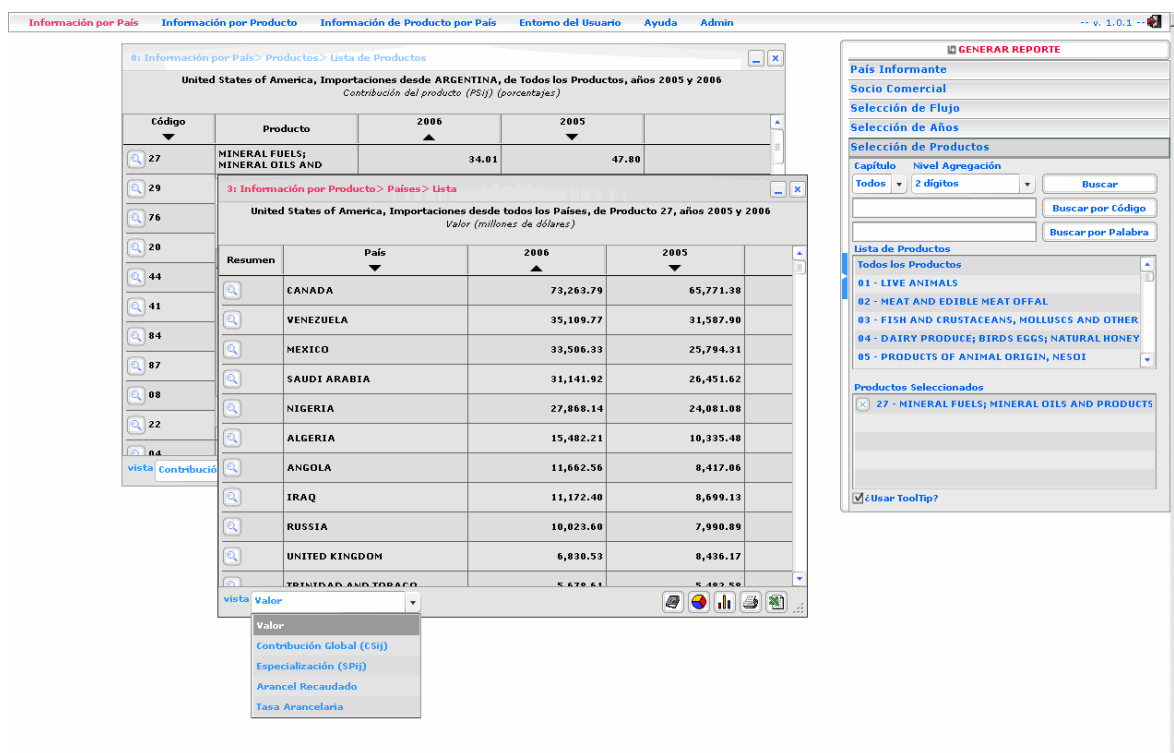 Información por País Información por Producto Información de Producto por País Entorno del Usuario Ayuda Admin -- v. 1.0.1 --
0: Información por País> Productos> Lista de Productos
United States of America, Importaciones desde ARGENTINA, de Todos los Productos, años 2005 y 2006
Contribución del producto (PSij) (porcentajes)
Código Producto 2006 2005
27 MINERAL FUELS; MINERAL OILS AND 34.01 47.80
29
76
20
44
41
84
87
08
22
04
vista Contribució
3: Información por Producto> Países> Lista
United States of America, Importaciones desde todos los Países, de Producto 27, años 2005 y 2006
Valor (millones de dólares)
Resumen País 2006 2005
CANADA 73,263.79 65,771.38
VENEZUELA 35,109.77 31,587.90
MEXICO 33,506.33 25,794.31
SAUDI ARABIA 31,141.92 26,451.62
NIGERIA 27,868.14 24,081.08
ALGERIA 15,482.21 10,335.48
ANGOLA 11,662.56 8,417.06
IRAQ 11,172.40 8,699.13
RUSSIA 10,023.60 7,990.89
UNITED KINGDOM 6,830.53 8,436.17
TRINIDAD AND TOBAGO 5,678.61 5,482.58
vista Valor
Valor
Contribución Global (CSij)
Especialización (SPij)
Arancel Recaudado
Tasa Arancelaria
GENERAR REPORTE
País Informante
Socio Comercial
Selección de Flujo
Selección de Años
Selección de Productos
Capítulo Nivel Agregación
Todos 2 dígitos Buscar
Buscar por Código
Buscar por Palabra
Lista de Productos
Todos los Productos
01 - LIVE ANIMALS
02 - MEAT AND EDIBLE MEAT OFFAL
03 - FISH AND CRUSTACEANS, MOLLUSCS AND OTHER
04 - DAIRY PRODUCE; BIRDS EGGS; NATURAL HONEY
05 - PRODUCTS OF ANIMAL ORIGIN, NESOI
Productos Seleccionados
27 - MINERAL FUELS; MINERAL OILS AND PRODUCTS
¿Usar ToolTip?